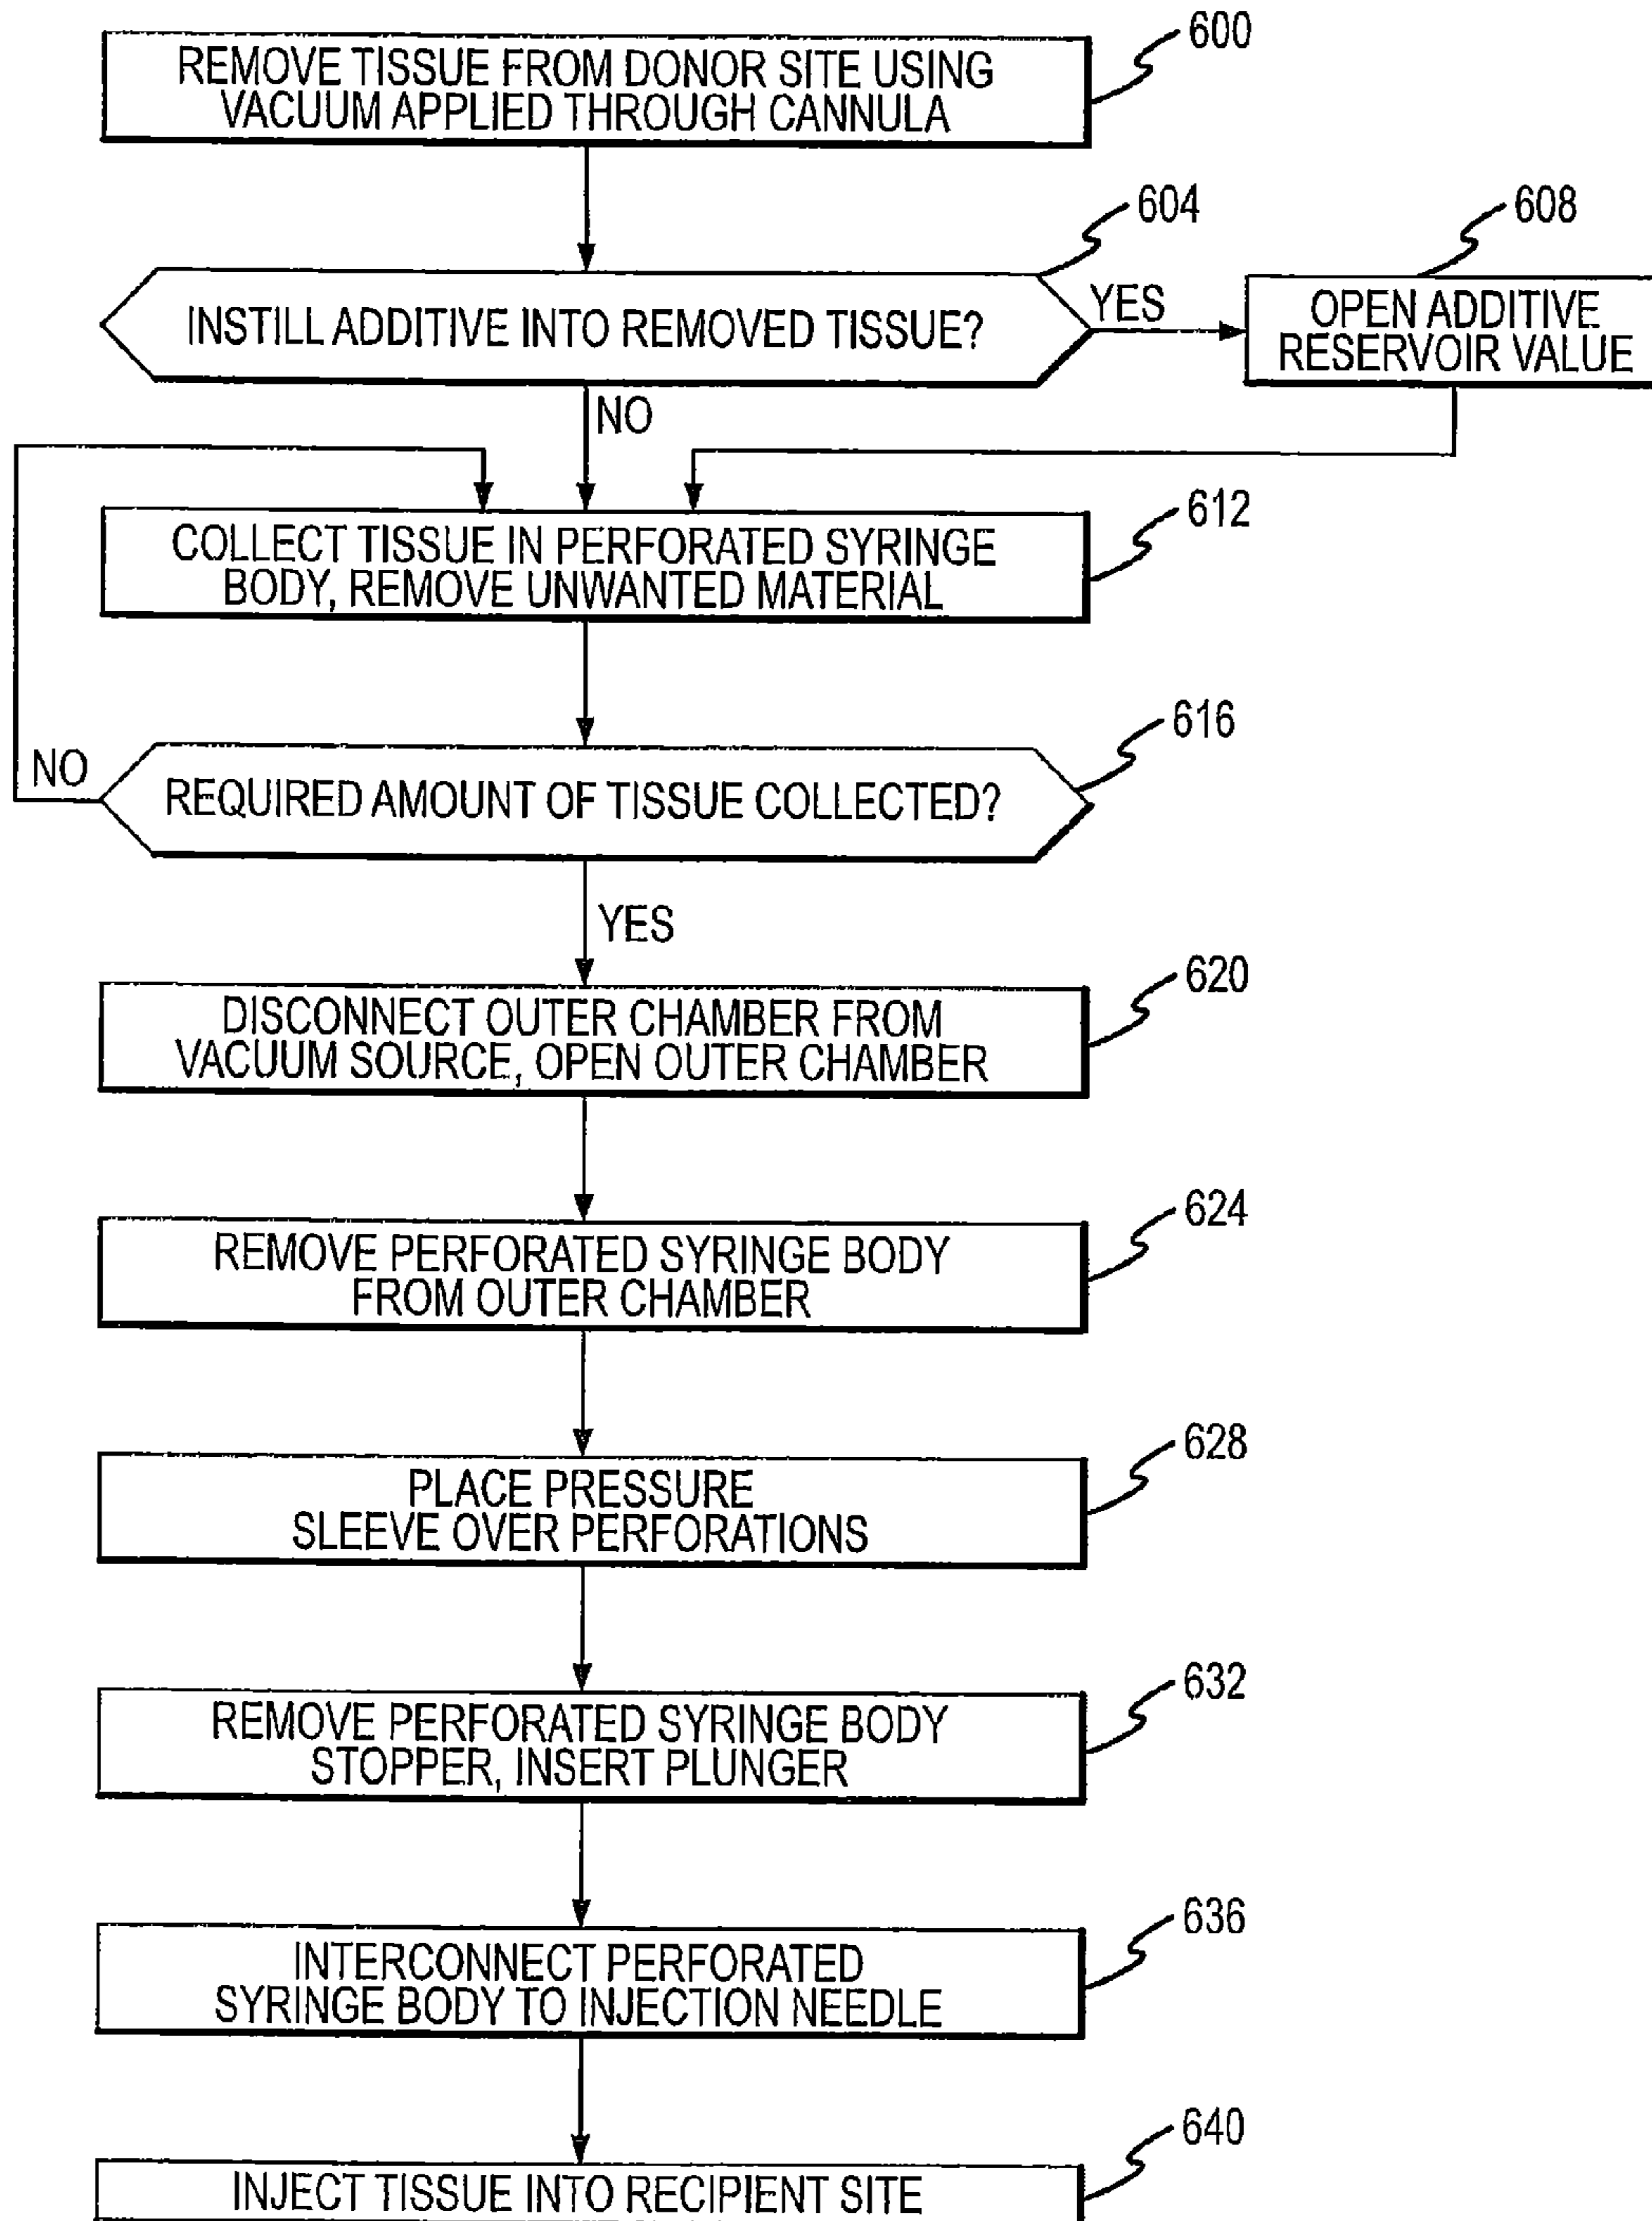 600
REMOVE TISSUE FROM DONOR SITE USING
VACUUM APPLIED THROUGH CANNULA
604
608
INSTILL ADDITIVE INTO REMOVED TISSUE?
YES
OPEN ADDITIVE
RESERVOIR VALUE
NO
612
COLLECT TISSUE IN PERFORATED SYRINGE
BODY, REMOVE UNWANTED MATERIAL
616
NO
REQUIRED AMOUNT OF TISSUE COLLECTED?
YES
620
DISCONNECT OUTER CHAMBER FROM
VACUUM SOURCE, OPEN OUTER CHAMBER
624
REMOVE PERFORATED SYRINGE BODY
FROM OUTER CHAMBER
628
PLACE PRESSURE
SLEEVE OVER PERFORATIONS
632
REMOVE PERFORATED SYRINGE BODY
STOPPER, INSERT PLUNGER
636
INTERCONNECT PERFORATED
SYRINGE BODY TO INJECTION NEEDLE
640
INJECT TISSUE INTO RECIPIENT SITE